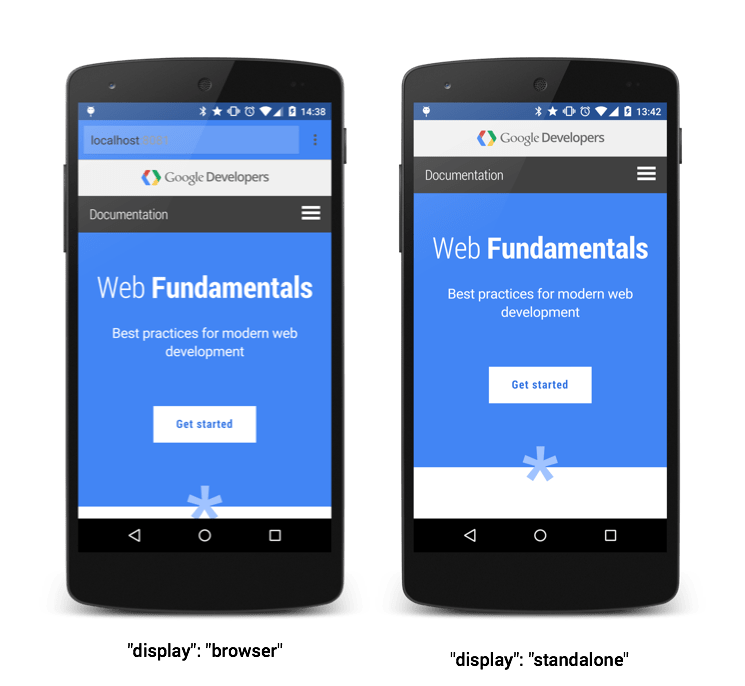 14:38
localhost
Google Developers
Documentation
Web Fundamentals
Best practices for modern web
development
Get started
*
"display": "browser"
13:42
Google Developers
Documentation
Web Fundamentals
Best practices for modern web
development
Get started
*
"display": "standalone"